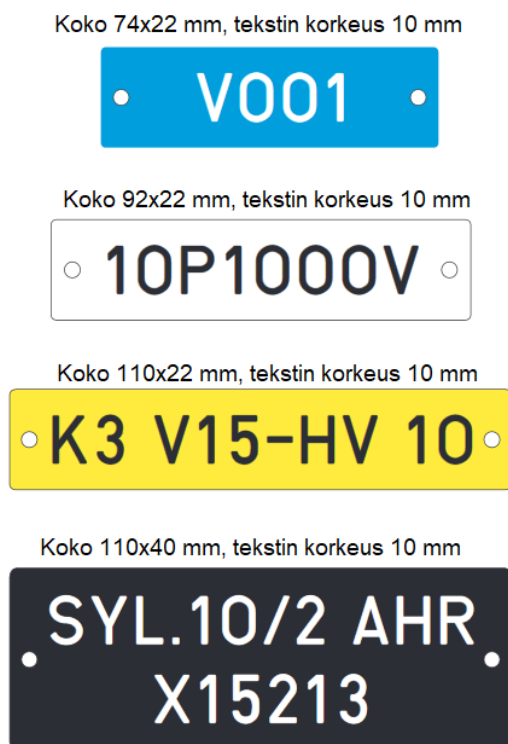 Koko 74x22 mm, tekstin korkeus 10 mm
V001
Koko 92x22 mm, tekstin korkeus 10 mm
10P1000V
Koko 110x22 mm, tekstin korkeus 10 mm
K3 V15-HV 10
Koko 110x40 mm, tekstin korkeus 10 mm
SYL.10/2 AHR
X15213